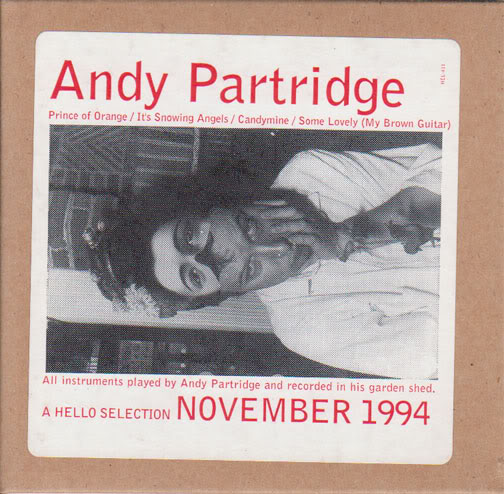 Andy Partridge
Prince of Orange / It's Snowing Angels / Candymine / Some Lovely (My Brown Guitar)
All instruments played by Andy Partridge and recorded in his garden shed.
A HELLO SELECTION NOVEMBER 1994